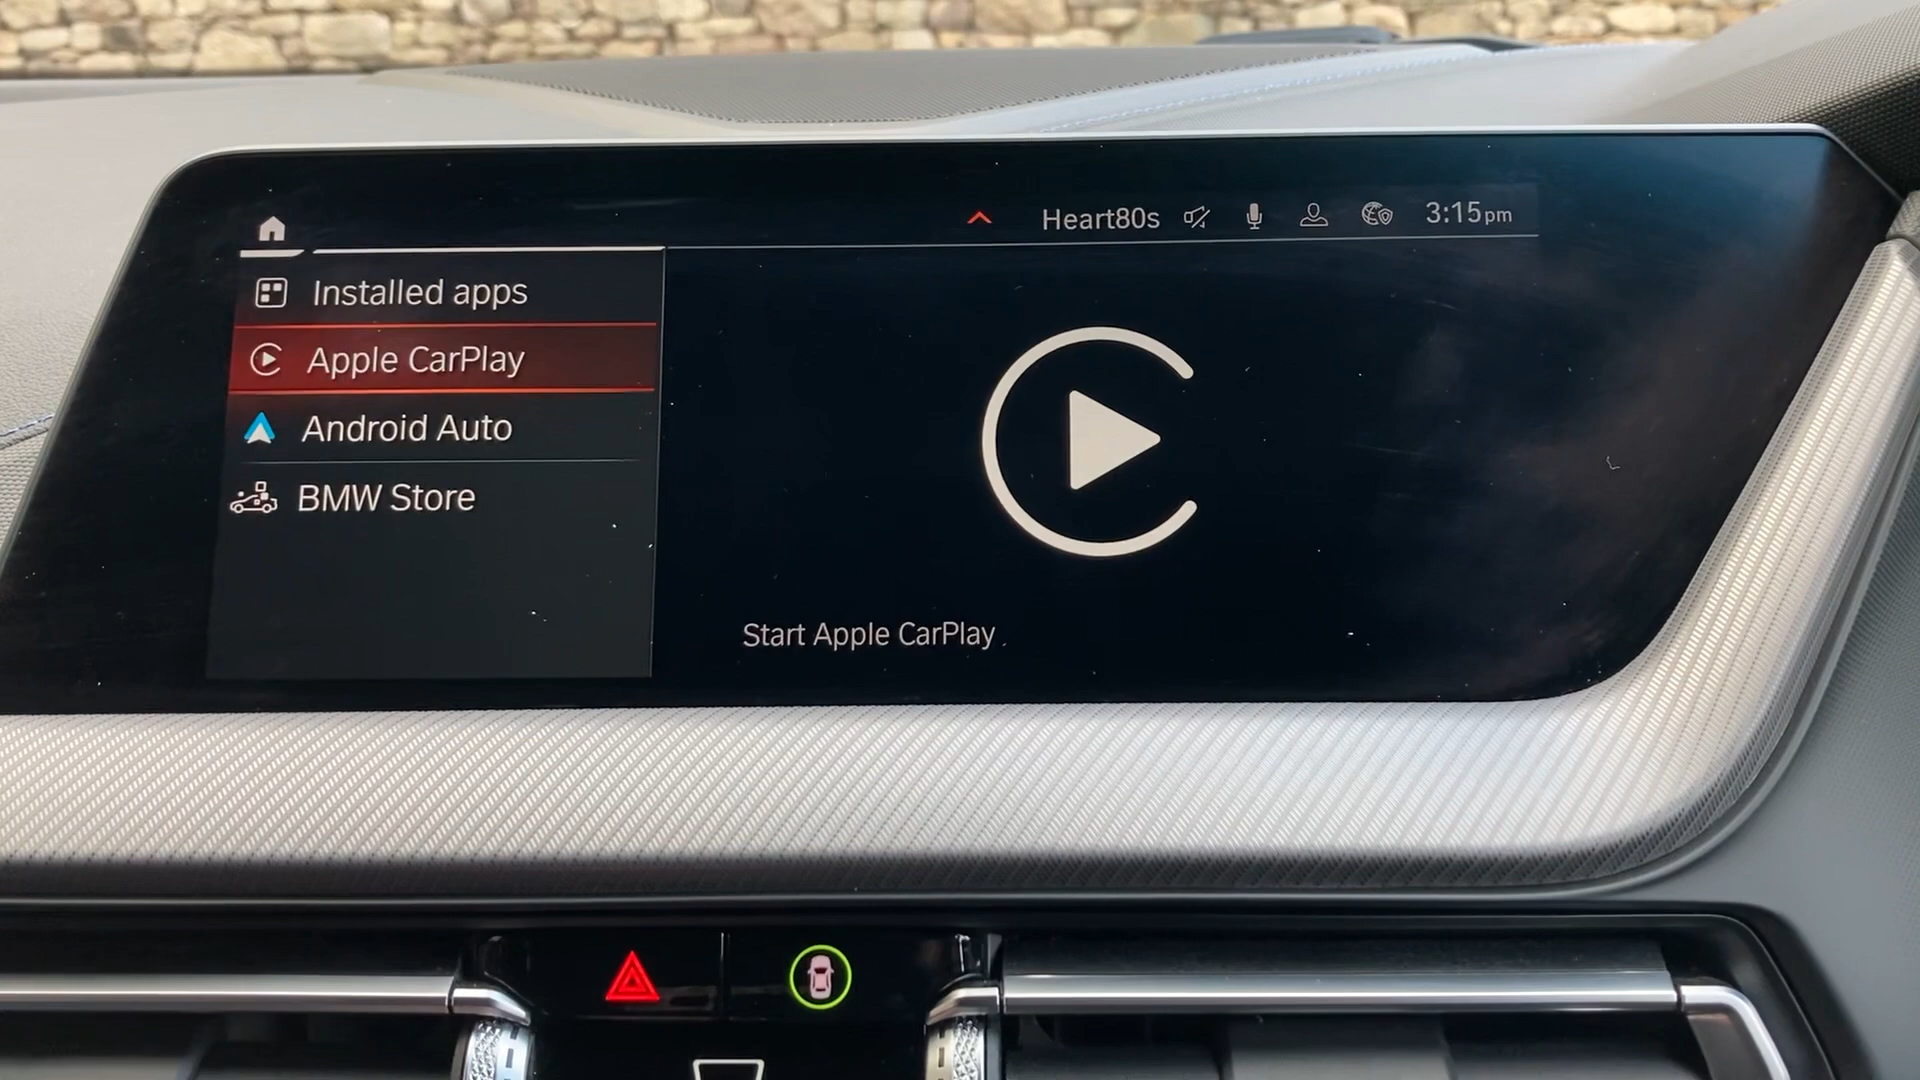 Heart80s 3:15pm
Installed apps
Apple CarPlay
Android Auto
BMW Store
Start Apple CarPlay